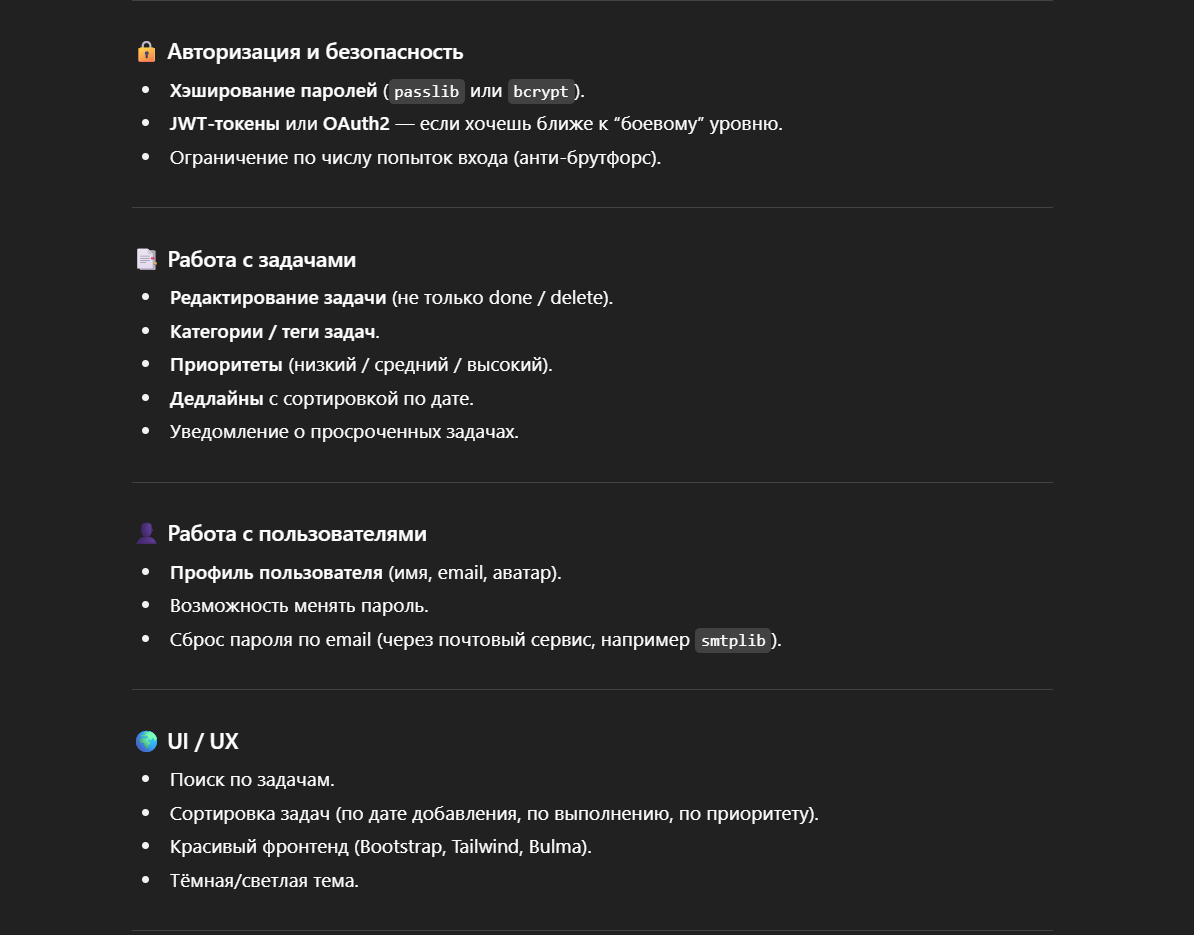 Авторизация и безопасность
Хэширование паролей (passlib или bcrypt).
JWT-токены или OAuth2 — если хочешь ближе к “боевому” уровню.
Ограничение по числу попыток входа (анти-брутфорс).
Работа с задачами
Редактирование задачи (не только done / delete).
Категории / теги задач.
Приоритеты (низкий / средний / высокий).
Дедлайны с сортировкой по дате.
Уведомление о просроченных задачах.
Работа с пользователями
Профиль пользователя (имя, email, аватар).
Возможность менять пароль.
Сброс пароля по email (через почтовый сервис, например smtplib).
UI / UX
Поиск по задачам.
Сортировка задач (по дате добавления, по выполнению, по приоритету).
Красивый фронтенд (Bootstrap, Tailwind, Bulma).
Тёмная/светлая тема.